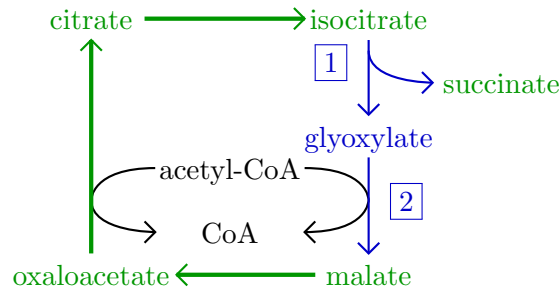 citrate isocitrate
1
succinate
glyoxylate
acetyl-CoA
2
CoA
oxaloacetate malate